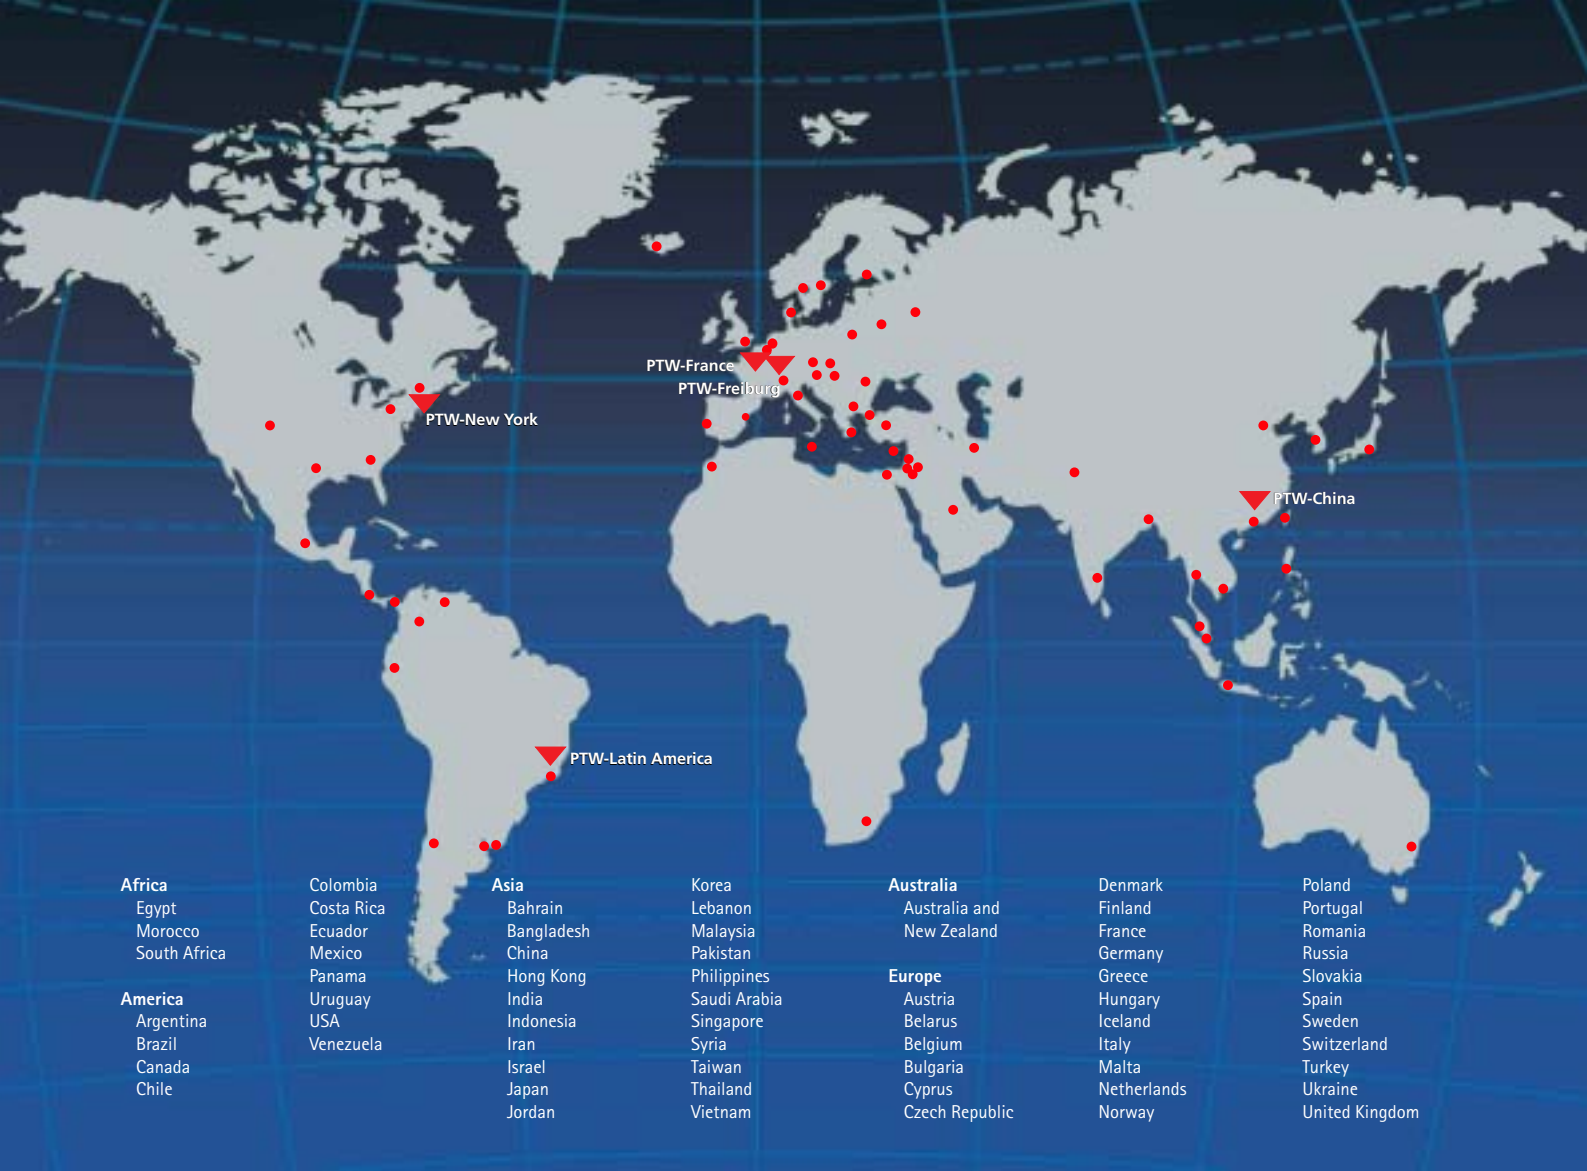 PTW-France
PTW-Freiburg
PTW-New York
PTW-China
PTW-Latin America
Africa
Egypt
Morocco
South Africa
America
Argentina
Brazil
Canada
Chile
Colombia
Costa Rica
Ecuador
Mexico
Panama
Uruguay
USA
Venezuela
Asia
Bahrain
Bangladesh
China
Hong Kong
India
Indonesia
Iran
Israel
Japan
Jordan
Korea
Lebanon
Malaysia
Pakistan
Philippines
Saudi Arabia
Singapore
Syria
Taiwan
Thailand
Vietnam
Australia
Australia and
New Zealand
Europe
Austria
Belarus
Belgium
Bulgaria
Cyprus
Czech Republic
Denmark
Finland
France
Germany
Greece
Hungary
Iceland
Italy
Malta
Netherlands
Norway
Poland
Portugal
Romania
Russia
Slovakia
Spain
Sweden
Switzerland
Turkey
Ukraine
United Kingdom